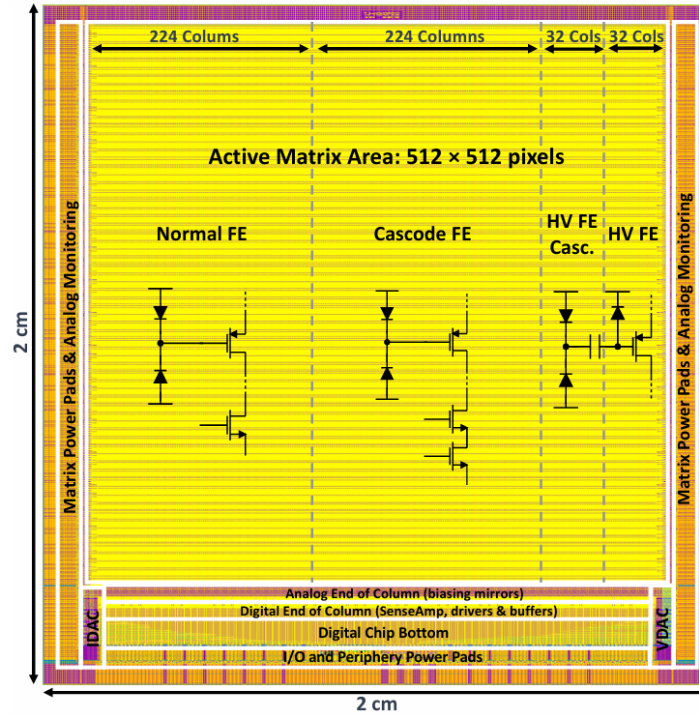 224 Colums
224 Columns
32 Cols
32 Cols
Active Matrix Area: 512 × 512 pixels
Normal FE
Cascode FE
HV FE
Casc.
HV FE
2 cm
Matrix Power Pads & Analog Monitoring
Matrix Power Pads & Analog Monitoring
Analog End of Column (biasing mirrors)
Digital End of Column (SenseAmp, drivers & buffers)
IDAC
Digital Chip Bottom
VDAC
I/O and Periphery Power Pads
2 cm